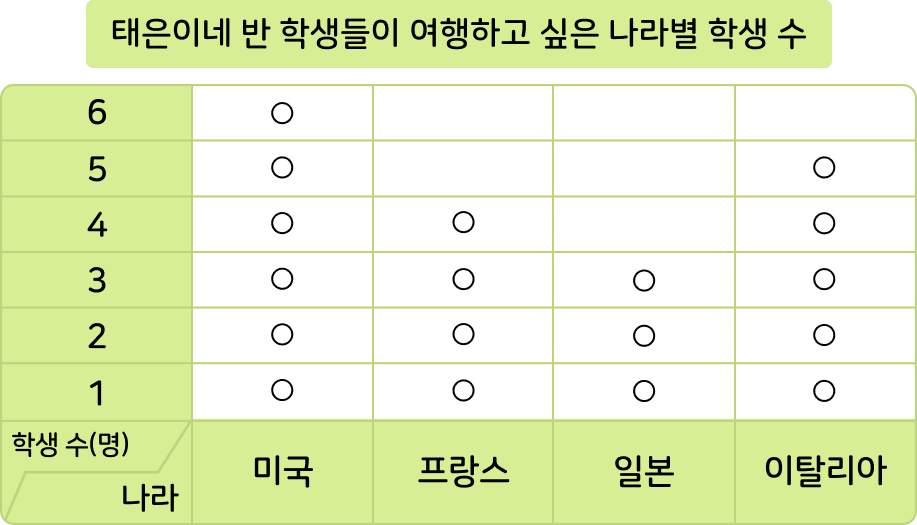 태은이네 반 학생들이 여행하고 싶은 나라별 학생 수
6 ○
5 ○ ○
4 ○ ○ ○
3 ○ ○ ○ ○
2 ○ ○ ○ ○
1 ○ ○ ○ ○
학생 수(명)
나라
미국 프랑스 일본 이탈리아